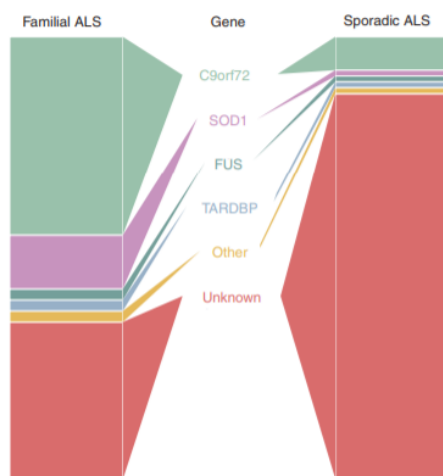 Familial ALS
Gene
Sporadic ALS
C9orf72
SOD1
FUS
TARDBP
Other
Unknown